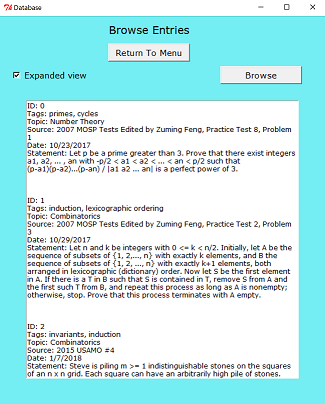 Database
Browse Entries
Return To Menu
Expanded view
Browse
ID: 0
Tags: primes, cycles
Topic: Number Theory
Source: 2007 MOSP Tests Edited by Zuming Feng, Practice Test 8, Problem
1
Date: 10/23/2017
Statement: Let p be a prime greater than 3. Prove that there exist integers
a1, a2, ... , an with -p/2 < a1 < a2 < ... < an < p/2 such that
(p-a1)(p-a2)...(p-an) / |a1 a2 ... an| is a perfect power of 3.
ID: 1
Tags: induction, lexicographic ordering
Topic: Combinatorics
Source: 2007 MOSP Tests Edited by Zuming Feng, Practice Test 2, Problem
3
Date: 10/29/2017
Statement: Let n and k be integers with 0 <= k < n/2. Initially, let A be the
sequence of subsets of {1, 2,..., n} with exactly k elements, and B the
sequence of subsets of {1, 2, ..., n} with exactly k+1 elements, both
arranged in lexicographic (dictionary) order. Now let S be the first element
in A. If there is a T in B such that S is contained in T, remove S from A and
the first such T from B, and repeat this process as long as A is nonempty;
otherwise, stop. Prove that this process terminates with A empty.
ID: 2
Tags: invariants, induction
Topic: Combinatorics
Source: 2015 USAMO #4
Date: 1/7/2018
Statement: Steve is piling m >= 1 indistinguishable stones on the squares
of an n x n grid. Each square can have an arbitrarily high pile of stones.